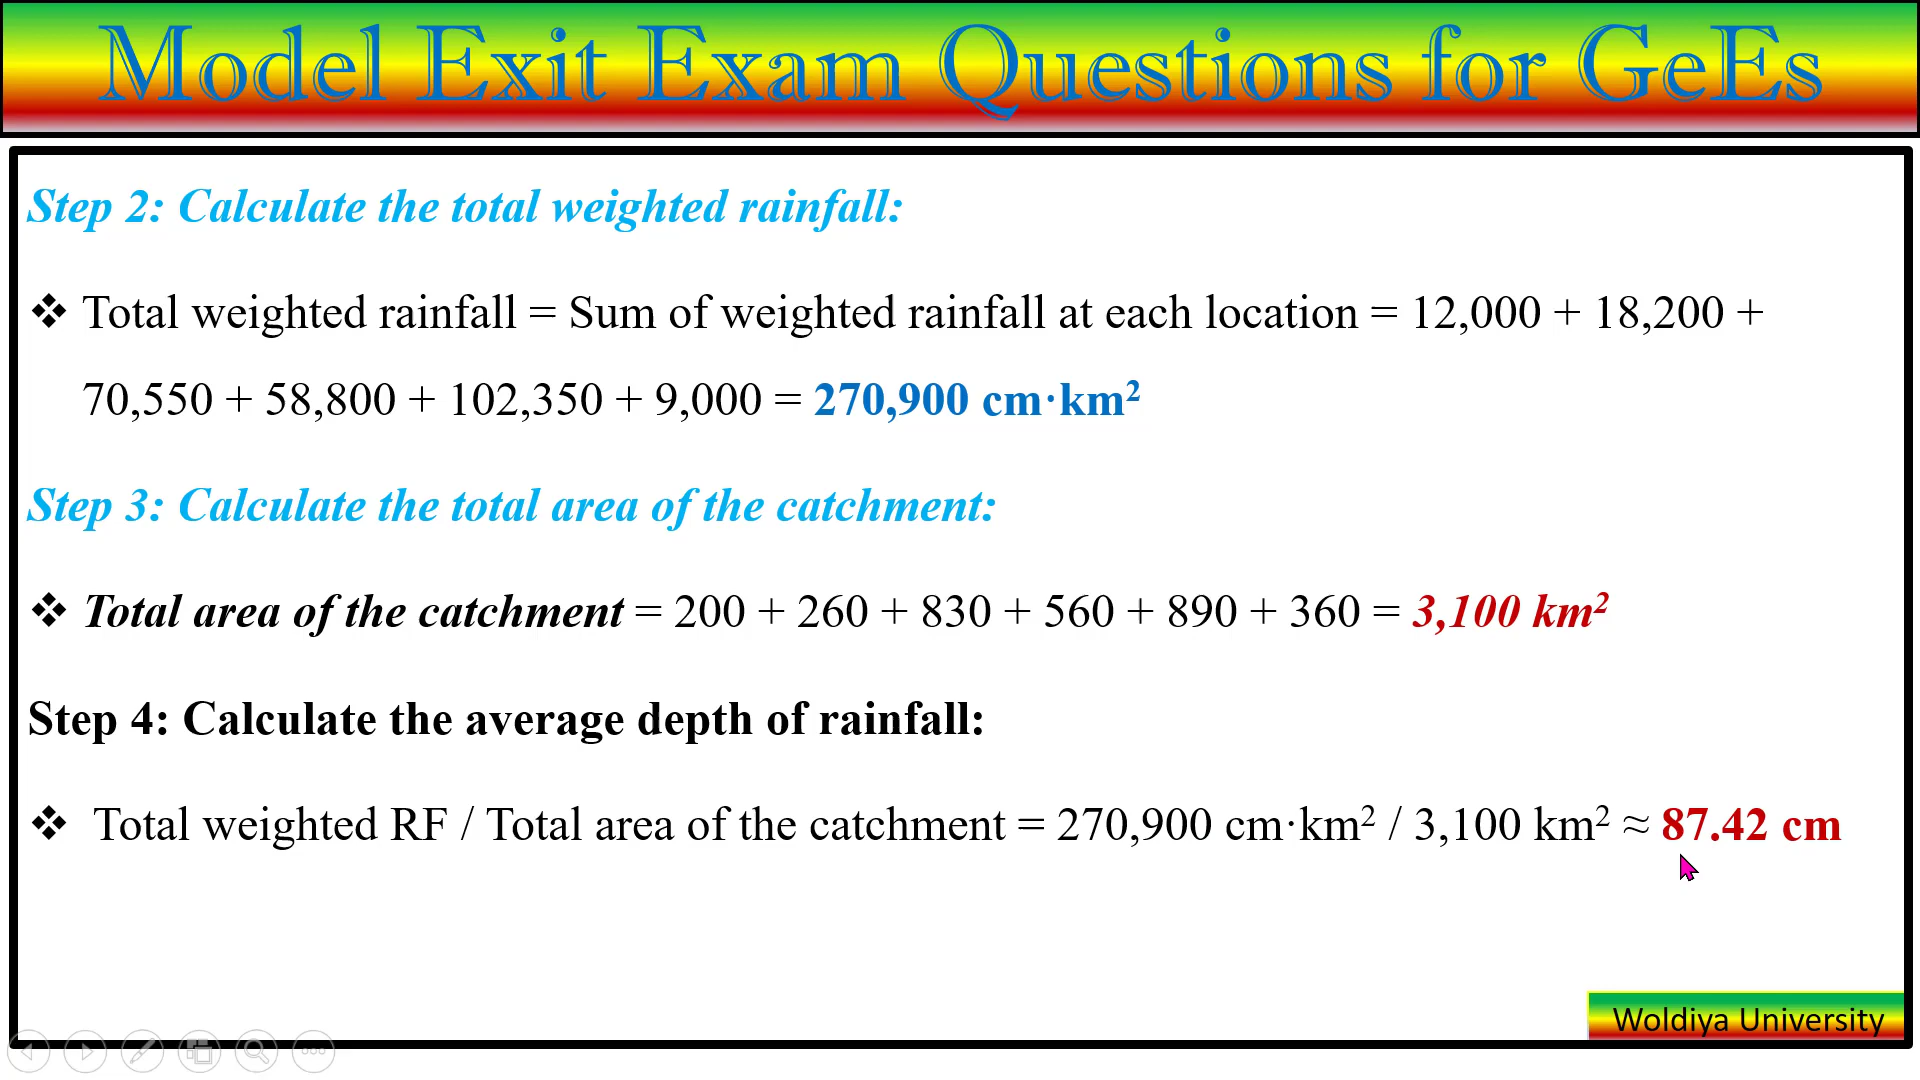 Model Exit Exam Questions for GeEs
Step 2: Calculate the total weighted rainfall:
❖ Total weighted rainfall = Sum of weighted rainfall at each location = 12,000 + 18,200 +
70,550 + 58,800 + 102,350 + 9,000 = 270,900 cm·km²
Step 3: Calculate the total area of the catchment:
❖ Total area of the catchment = 200 + 260 + 830 + 560 + 890 + 360 = 3,100 km²
Step 4: Calculate the average depth of rainfall:
❖ Total weighted RF / Total area of the catchment = 270,900 cm·km² / 3,100 km² ≈ 87.42 cm
Woldiya University